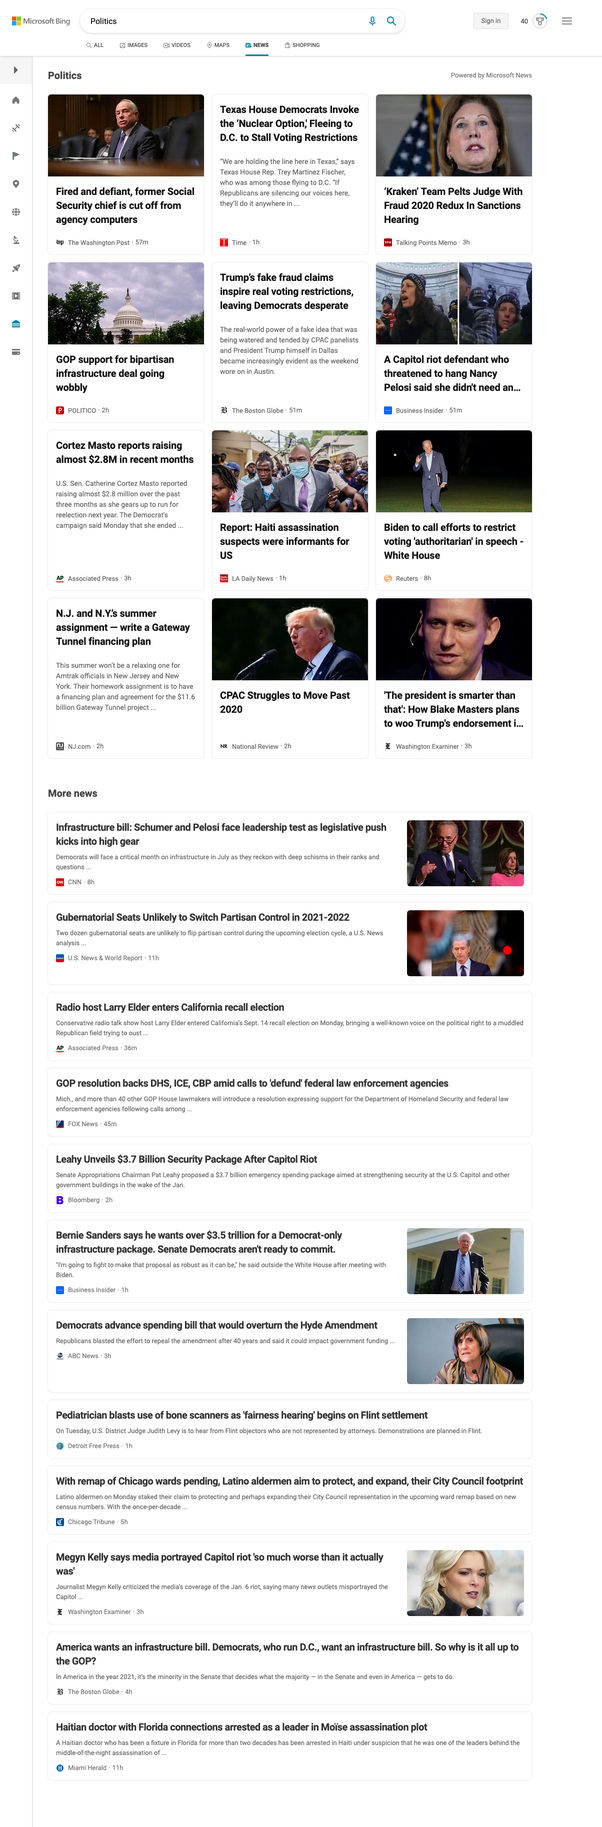 Microsoft Bing
Politics
Sign in
40
ALL
IMAGES
VIDEOS
MAPS
NEWS
SHOPPING
Politics
Powered by Microsoft News
Fired and defiant, former Social
Security chief is cut off from
agency computers
The Washington Post · 57m
Texas House Democrats Invoke
the 'Nuclear Option,' Fleeing to
D.C. to Stall Voting Restrictions
"We are holding the line here in Texas," says
Texas House Rep. Trey Martinez Fischer,
who was among those flying to D.C. "If
Republicans are silencing our voices here,
they'll do it anywhere in ...
Time · 1h
'Kraken' Team Pelts Judge With
Fraud 2020 Redux In Sanctions
Hearing
Talking Points Memo · 3h
GOP support for bipartisan
infrastructure deal going
wobbly
POLITICO · 2h
Trump's fake fraud claims
inspire real voting restrictions,
leaving Democrats desperate
The real-world power of a fake idea that was
being watered and tended by CPAC panelists
and President Trump himself in Dallas
became increasingly evident as the weekend
wore on in Austin.
The Boston Globe · 51m
A Capitol riot defendant who
threatened to hang Nancy
Pelosi said she didn't need an...
Business Insider · 51m
Cortez Masto reports raising
almost $2.8M in recent months
U.S. Sen. Catherine Cortez Masto reported
raising almost $2.8 million over the past
three months as she gears up to run for
reelection next year. The Democrat's
campaign said Monday that she ended ...
AP Associated Press · 3h
Report: Haiti assassination
suspects were informants for
US
LA Daily News · 1h
Biden to call efforts to restrict
voting 'authoritarian' in speech -
White House
Reuters · 8h
N.J. and N.Y.'s summer
assignment — write a Gateway
Tunnel financing plan
This summer won't be a relaxing one for
Amtrak officials in New Jersey and New
York. Their homework assignment is to have
a financing plan and agreement for the $11.6
billion Gateway Tunnel project ...
NJ.com · 2h
CPAC Struggles to Move Past
2020
NR National Review · 2h
'The president is smarter than
that': How Blake Masters plans
to woo Trump's endorsement i...
Washington Examiner · 3h
More news
Infrastructure bill: Schumer and Pelosi face leadership test as legislative push
kicks into high gear
Democrats will face a critical month on infrastructure in July as they reckon with deep schisms in their ranks and
questions ...
CNN · 8h
Gubernatorial Seats Unlikely to Switch Partisan Control in 2021-2022
Two dozen gubernatorial seats are unlikely to flip partisan control during the upcoming election cycle, a U.S. News
analysis ...
U.S. News & World Report · 11h
Radio host Larry Elder enters California recall election
Conservative radio talk show host Larry Elder entered California's Sept. 14 recall election on Monday, bringing a well-known voice on the political right to a muddled
Republican field trying to oust ...
AP Associated Press · 36m
GOP resolution backs DHS, ICE, CBP amid calls to 'defund' federal law enforcement agencies
Mich., and more than 40 other GOP House lawmakers will introduce a resolution expressing support for the Department of Homeland Security and federal law
enforcement agencies following calls among ...
FOX News · 45m
Leahy Unveils $3.7 Billion Security Package After Capitol Riot
Senate Appropriations Chairman Pat Leahy proposed a $3.7 billion emergency spending package aimed at strengthening security at the U.S. Capitol and other
government buildings in the wake of the Jan.
B Bloomberg · 2h
Bernie Sanders says he wants over $3.5 trillion for a Democrat-only
infrastructure package. Senate Democrats aren't ready to commit.
"I'm going to fight to make that proposal as robust as it can be," he said outside the White House after meeting with
Biden.
Business Insider · 1h
Democrats advance spending bill that would overturn the Hyde Amendment
Republicans blasted the effort to repeal the amendment after 40 years and said it could impact government funding ...
ABC News · 3h
Pediatrician blasts use of bone scanners as 'fairness hearing' begins on Flint settlement
On Tuesday, U.S. District Judge Judith Levy is to hear from Flint objectors who are not represented by attorneys. Demonstrations are planned in Flint.
Detroit Free Press · 1h
With remap of Chicago wards pending, Latino aldermen aim to protect, and expand, their City Council footprint
Latino aldermen on Monday staked their claim to protecting and perhaps expanding their City Council representation in the upcoming ward remap based on new
census numbers. With the once-per-decade ...
Chicago Tribune · 5h
Megyn Kelly says media portrayed Capitol riot 'so much worse than it actually
was'
Journalist Megyn Kelly criticized the media's coverage of the Jan. 6 riot, saying many news outlets misportrayed the
Capitol ...
Washington Examiner · 3h
America wants an infrastructure bill. Democrats, who run D.C., want an infrastructure bill. So why is it all up to
the GOP?
In America in the year 2021, it's the minority in the Senate that decides what the majority — in the Senate and even in America — gets to do.
The Boston Globe · 4h
Haitian doctor with Florida connections arrested as a leader in Moïse assassination plot
A Haitian doctor who has been a fixture in Florida for more than two decades has been arrested in Haiti under suspicion that he was one of the leaders behind the
middle-of-the-night assassination of ...
Miami Herald · 11h